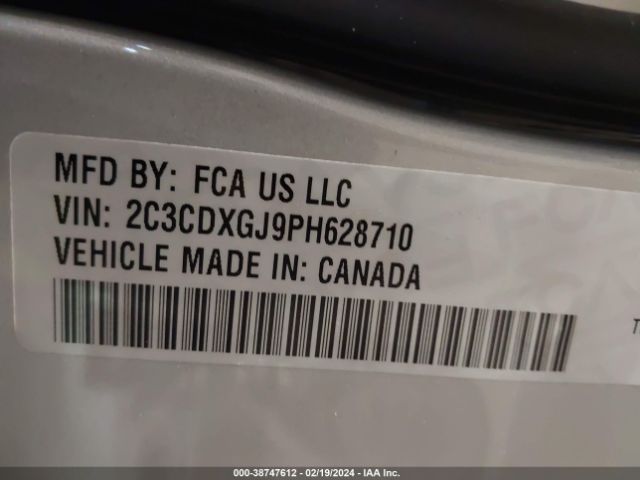 MFD BY: FCA US LLC
VIN: 2C3CDXGJ9PH628710
VEHICLE MADE IN: CANADA
T
000-38747612 - 02/19/2024 - IAA Inc.